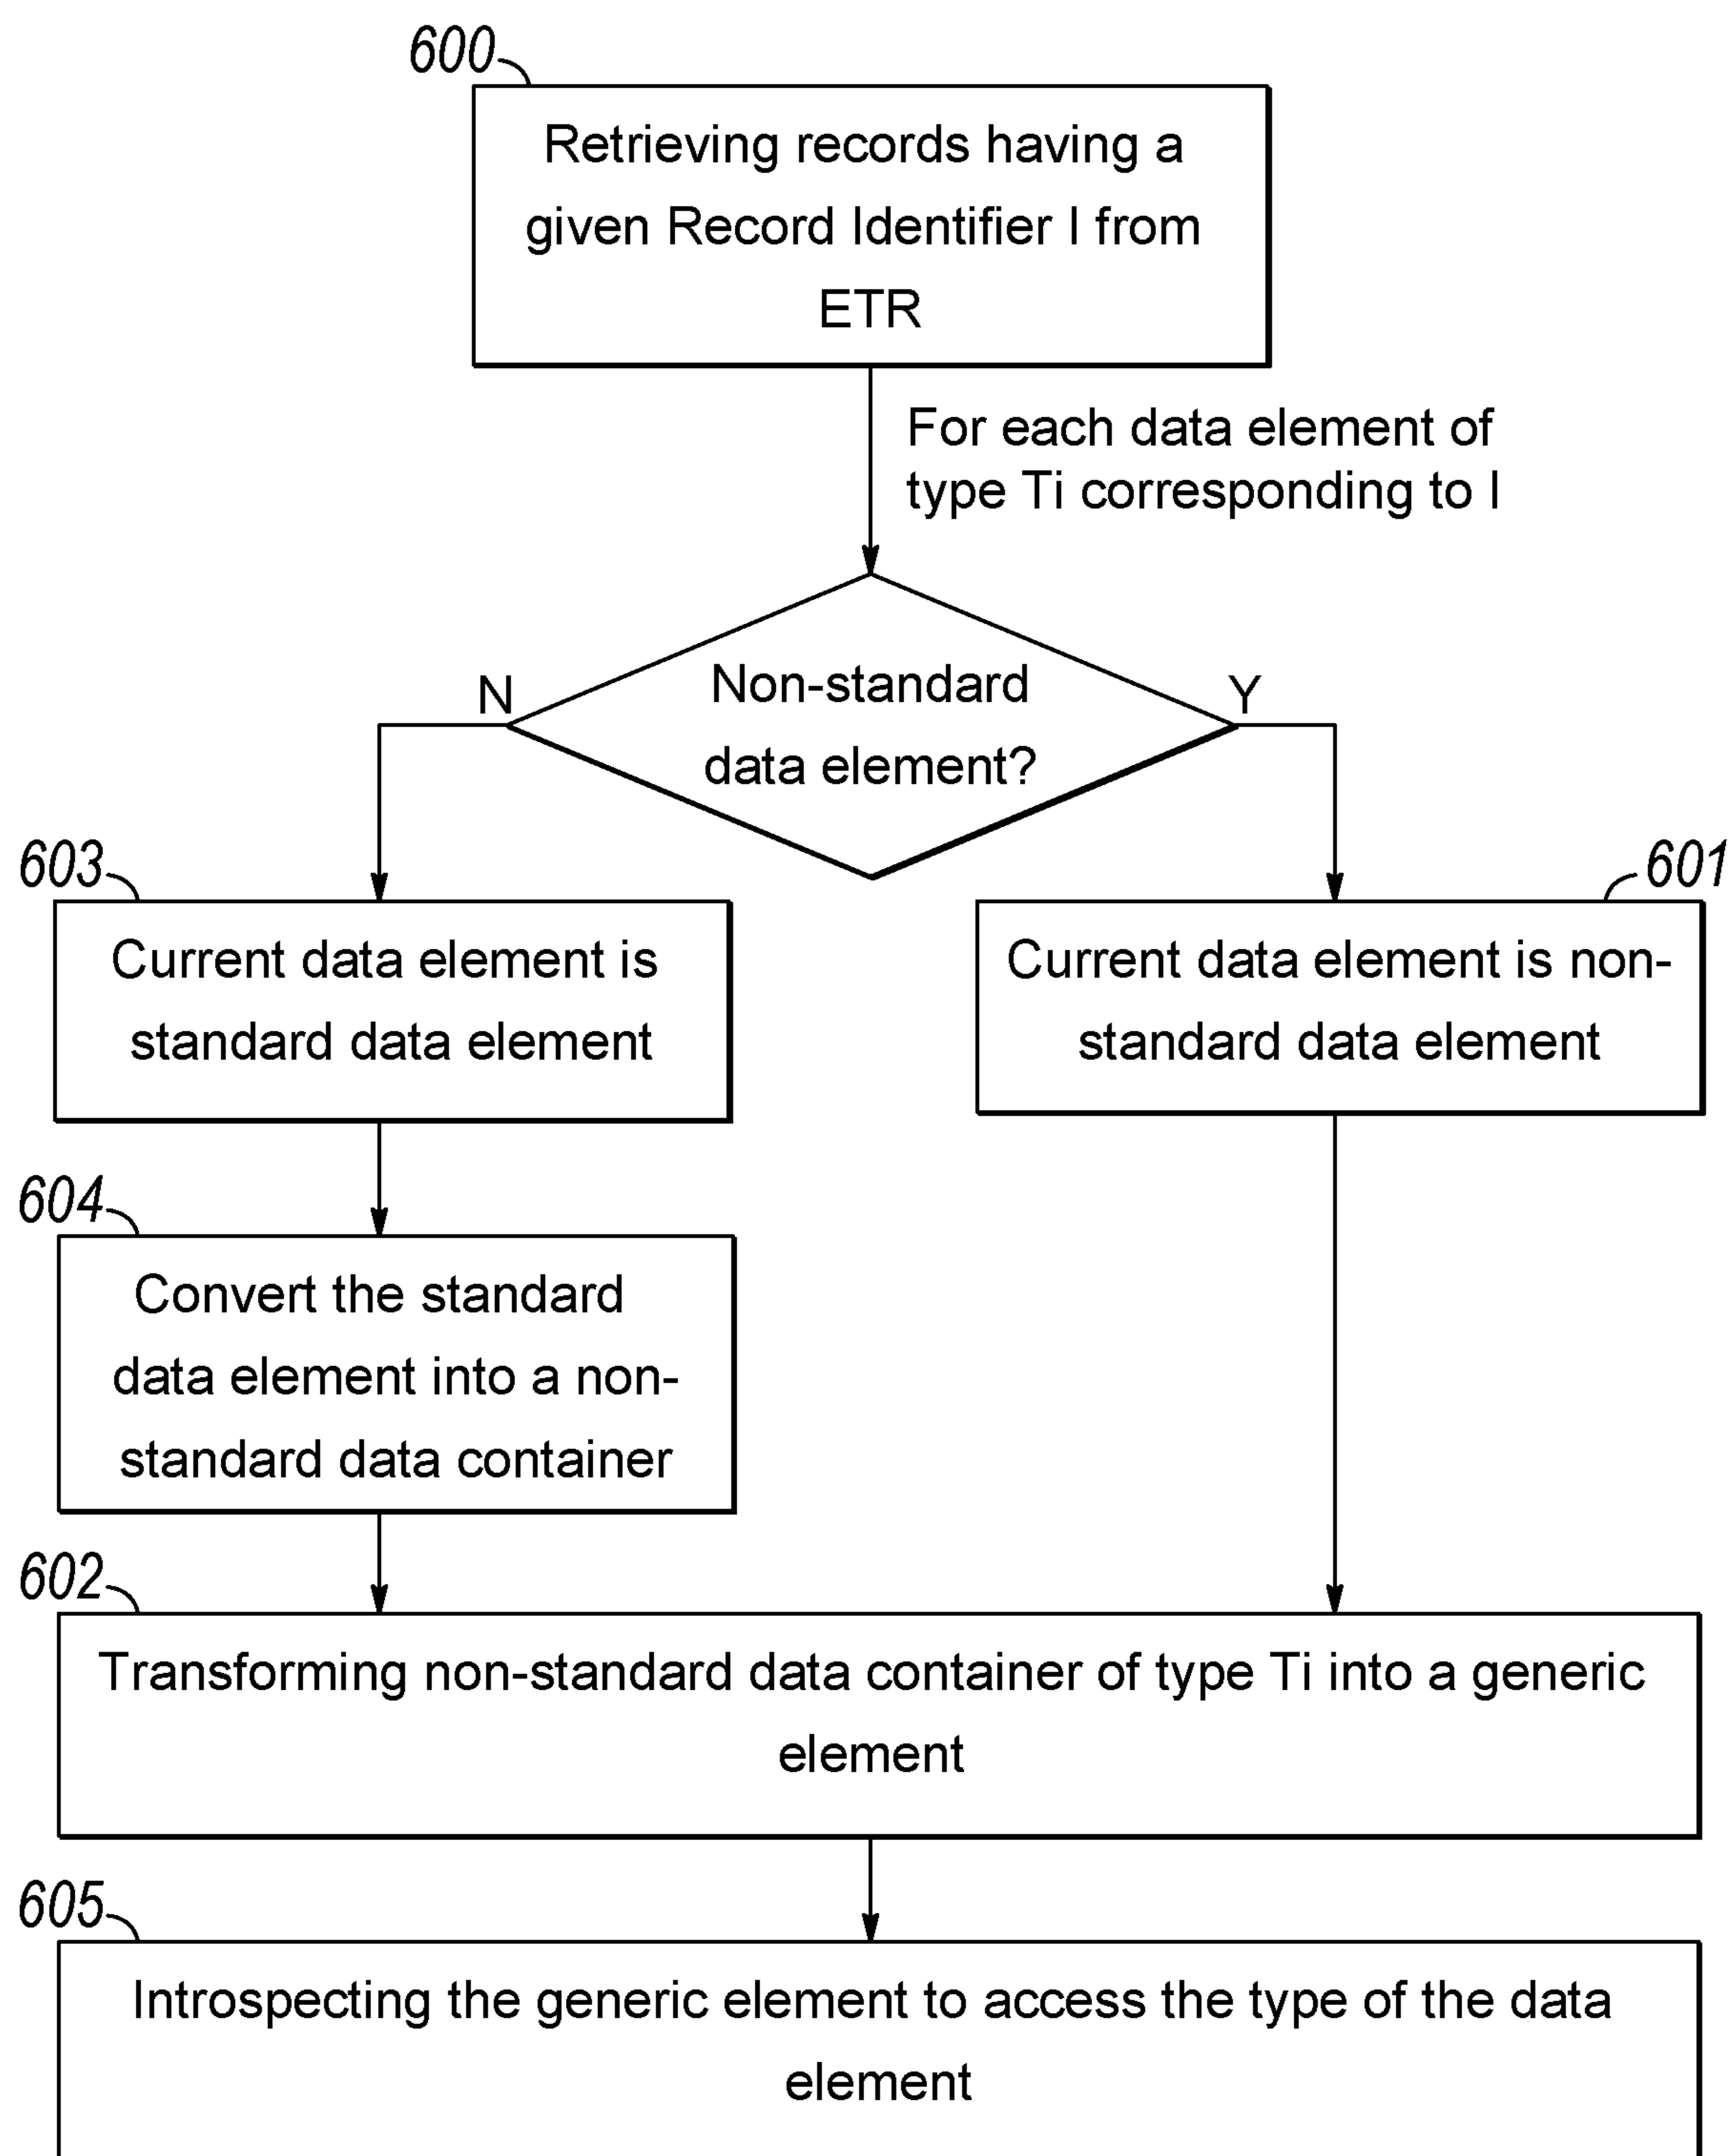 600
Retrieving records having a
given Record Identifier I from
ETR
For each data element of
type Ti corresponding to I
Non-standard
data element?
N
Y
603
Current data element is
standard data element
601
Current data element is non-
standard data element
604
Convert the standard
data element into a non-
standard data container
602
Transforming non-standard data container of type Ti into a generic
element
605
Introspecting the generic element to access the type of the data
element